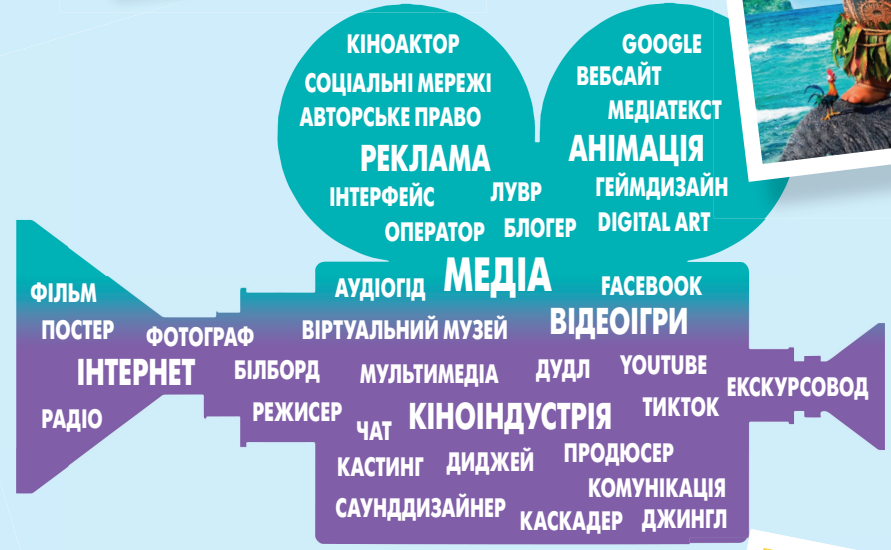 КІНОАКТОР
GOOGLE
СОЦІАЛЬНІ МЕРЕЖІ
ВЕБСАЙТ
АВТОРСЬКЕ ПРАВО
МЕДІАТЕКСТ
РЕКЛАМА
АНІМАЦІЯ
ІНТЕРФЕЙС
ЛУВР
ГЕЙМДИЗАЙН
ОПЕРАТОР
БЛОГЕР
DIGITAL ART
ФІЛЬМ
АУДІОГІД
МЕДІА
FACEBOOK
ПОСТЕР
ФОТОГРАФ
ВІРТУАЛЬНИЙ МУЗЕЙ
ВІДЕОІГРИ
ІНТЕРНЕТ
БІЛБОРД
МУЛЬТИМЕДІА
ДУДЛ
YOUTUBE
ЕКСКУРСОВОД
РАДІО
РЕЖИСЕР
ЧАТ
КІНОІНДУСТРІЯ
ТИКТОК
КАСТИНГ
ДИДЖЕЙ
ПРОДЮСЕР
КОМУНІКАЦІЯ
САУНДДИЗАЙНЕР
КАСКАДЕР
ДЖИНГЛ